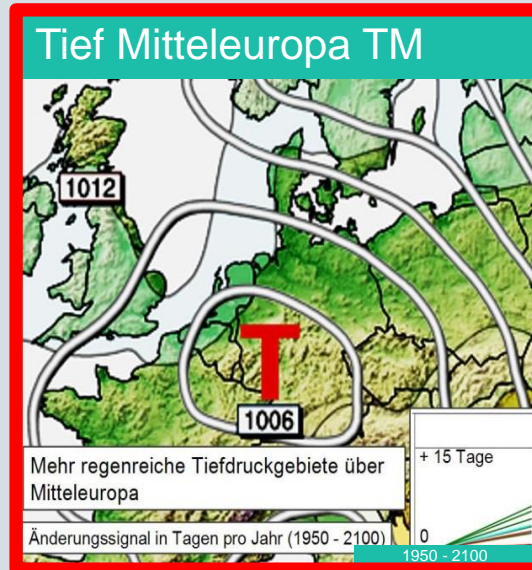 Tief Mitteleuropa TM
1012
T
1006
Mehr regenreiche Tiefdruckgebiete über
Mitteleuropa
Änderungssignal in Tagen pro Jahr (1950 - 2100)
+ 15 Tage
0
1950 - 2100